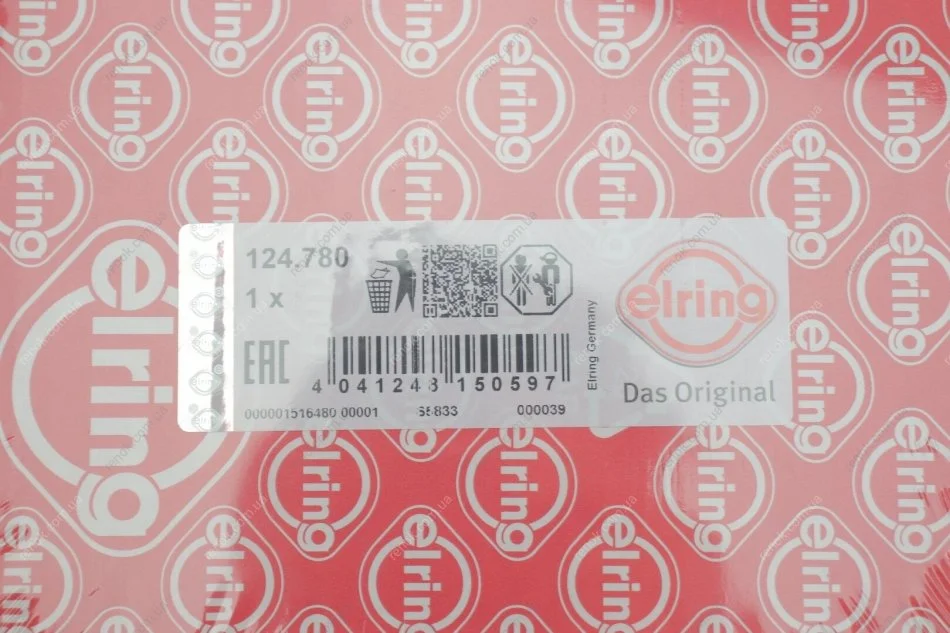 124.780
1 x
EAC
4 041248 150597
000001516480 00001
000039
Elring Germany
elring
Das Original